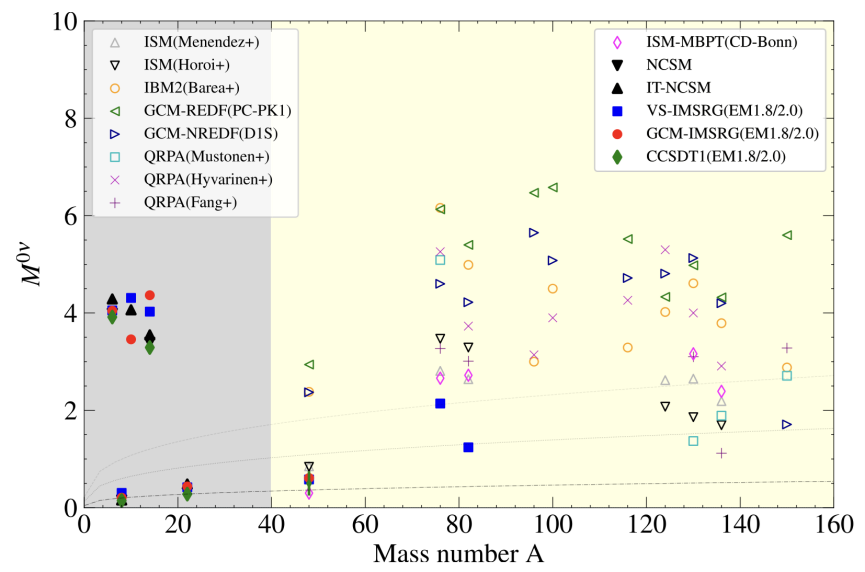 10
8
6
4
2
0
M⁰ᵛ
ISM(Menendez+)
ISM(Horoi+)
IBM2(Barea+)
GCM-REDF(PC-PK1)
GCM-NREDF(D1S)
QRPA(Mustonen+)
QRPA(Hyvarinen+)
QRPA(Fang+)
ISM-MBPT(CD-Bonn)
NCSM
IT-NCSM
VS-IMSRG(EM1.8/2.0)
GCM-IMSRG(EM1.8/2.0)
CCSDT1(EM1.8/2.0)
0 20 40 60 80 100 120 140 160
Mass number A